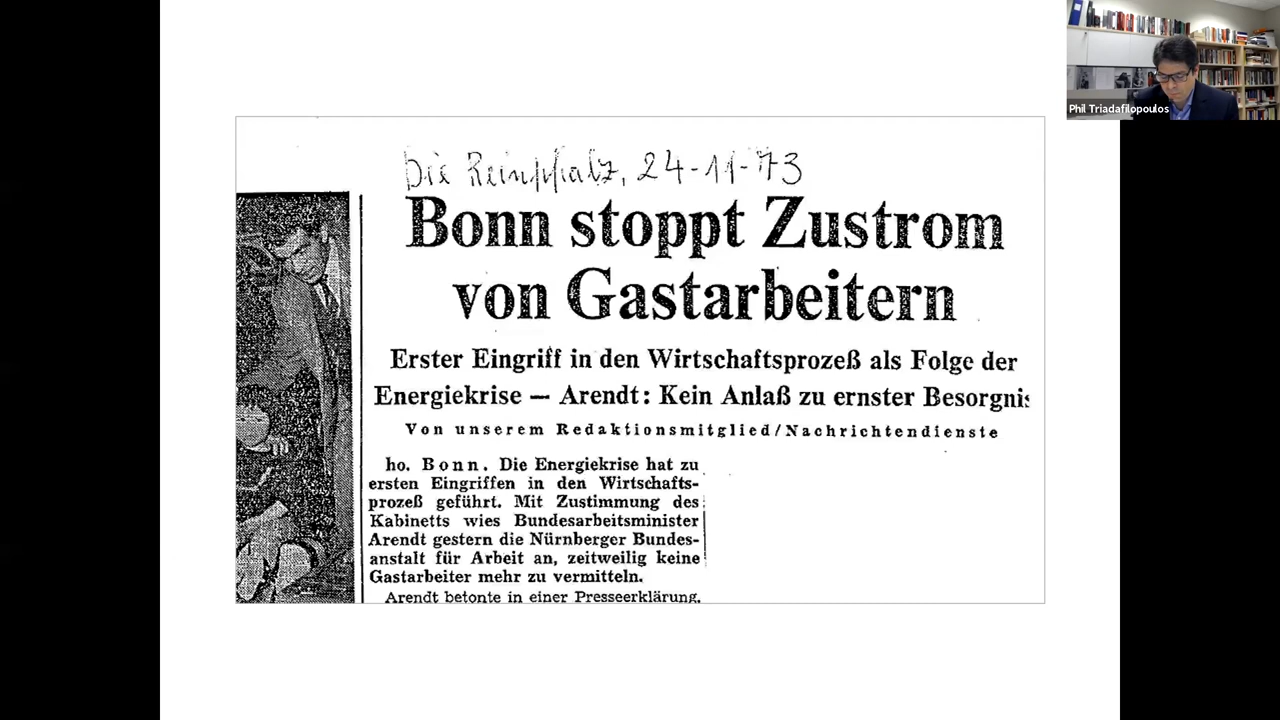 Phil Triadafilopoulos
Die Reinpfalz, 24-11-73
Bonn stoppt Zustrom
von Gastarbeitern
Erster Eingriff in den Wirtschaftsprozeß als Folge der
Energiekrise — Arendt: Kein Anlaß zu ernster Besorgnis
Von unserem Redaktionsmitglied/Nachrichtendienste
ho. Bonn. Die Energiekrise hat zu
ersten Eingriffen in den Wirtschafts-
prozeß geführt. Mit Zustimmung des
Kabinetts wies Bundesarbeitsminister
Arendt gestern die Nürnberger Bundes-
anstalt für Arbeit an, zeitweilig keine
Gastarbeiter mehr zu vermitteln.
Arendt betonte in einer Presseerklärung,